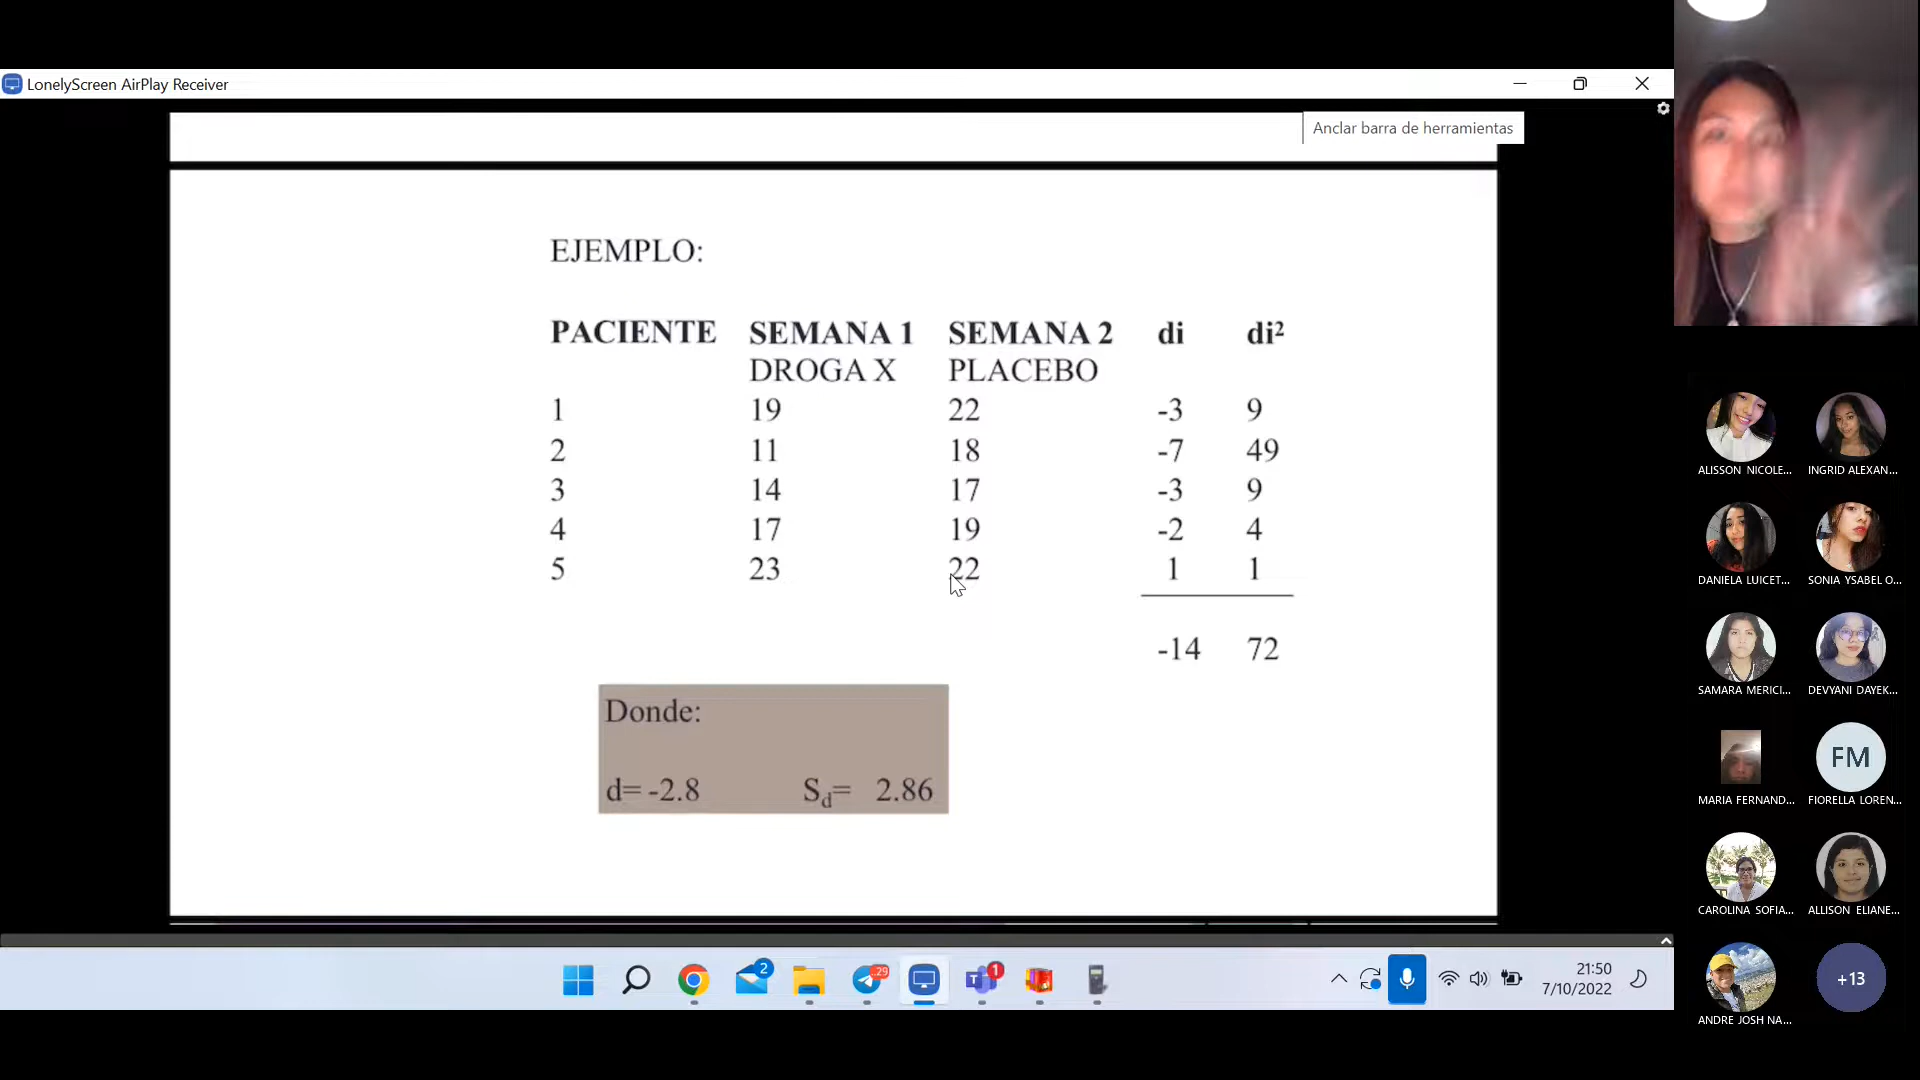 LonelyScreen AirPlay Receiver
Anclar barra de herramientas
EJEMPLO:
PACIENTE SEMANA 1 SEMANA 2 di di²
DROGA X PLACEBO
1 19 22 -3 9
2 11 18 -7 49
3 14 17 -3 9
4 17 19 -2 4
5 23 22 1 1
-14 72
Donde:
d= -2.8 Sd= 2.86
ALISSON NICOLE... INGRID ALEXAN...
DANIELA LUICET... SONIA YSABEL O...
SAMARA MERICI... DEVYANI DAYEK...
FM
MARIA FERNAND... FIORELLA LOREN...
CAROLINA SOFIA... ALLISON ELIANE...
+13
ANDRE JOSH NA...
2 29 T 1
21:50
7/10/2022